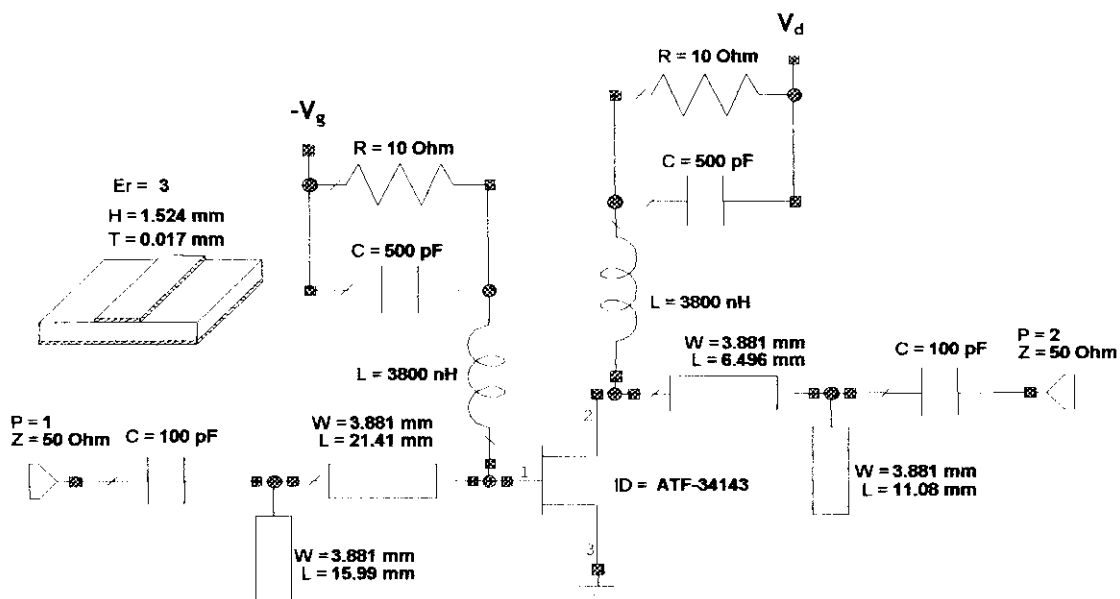 V_d
R = 10 Ohm
-V_g
R = 10 Ohm
C = 500 pF
Er = 3
H = 1.524 mm
T = 0.017 mm
C = 500 pF
L = 3800 nH
W = 3.881 mm
L = 6.496 mm
C = 100 pF
P = 2
Z = 50 Ohm
L = 3800 nH
P = 1
Z = 50 Ohm
C = 100 pF
W = 3.881 mm
L = 21.41 mm
2
1
ID = ATF-34143
W = 3.881 mm
L = 11.08 mm
3
W = 3.881 mm
L = 15.99 mm